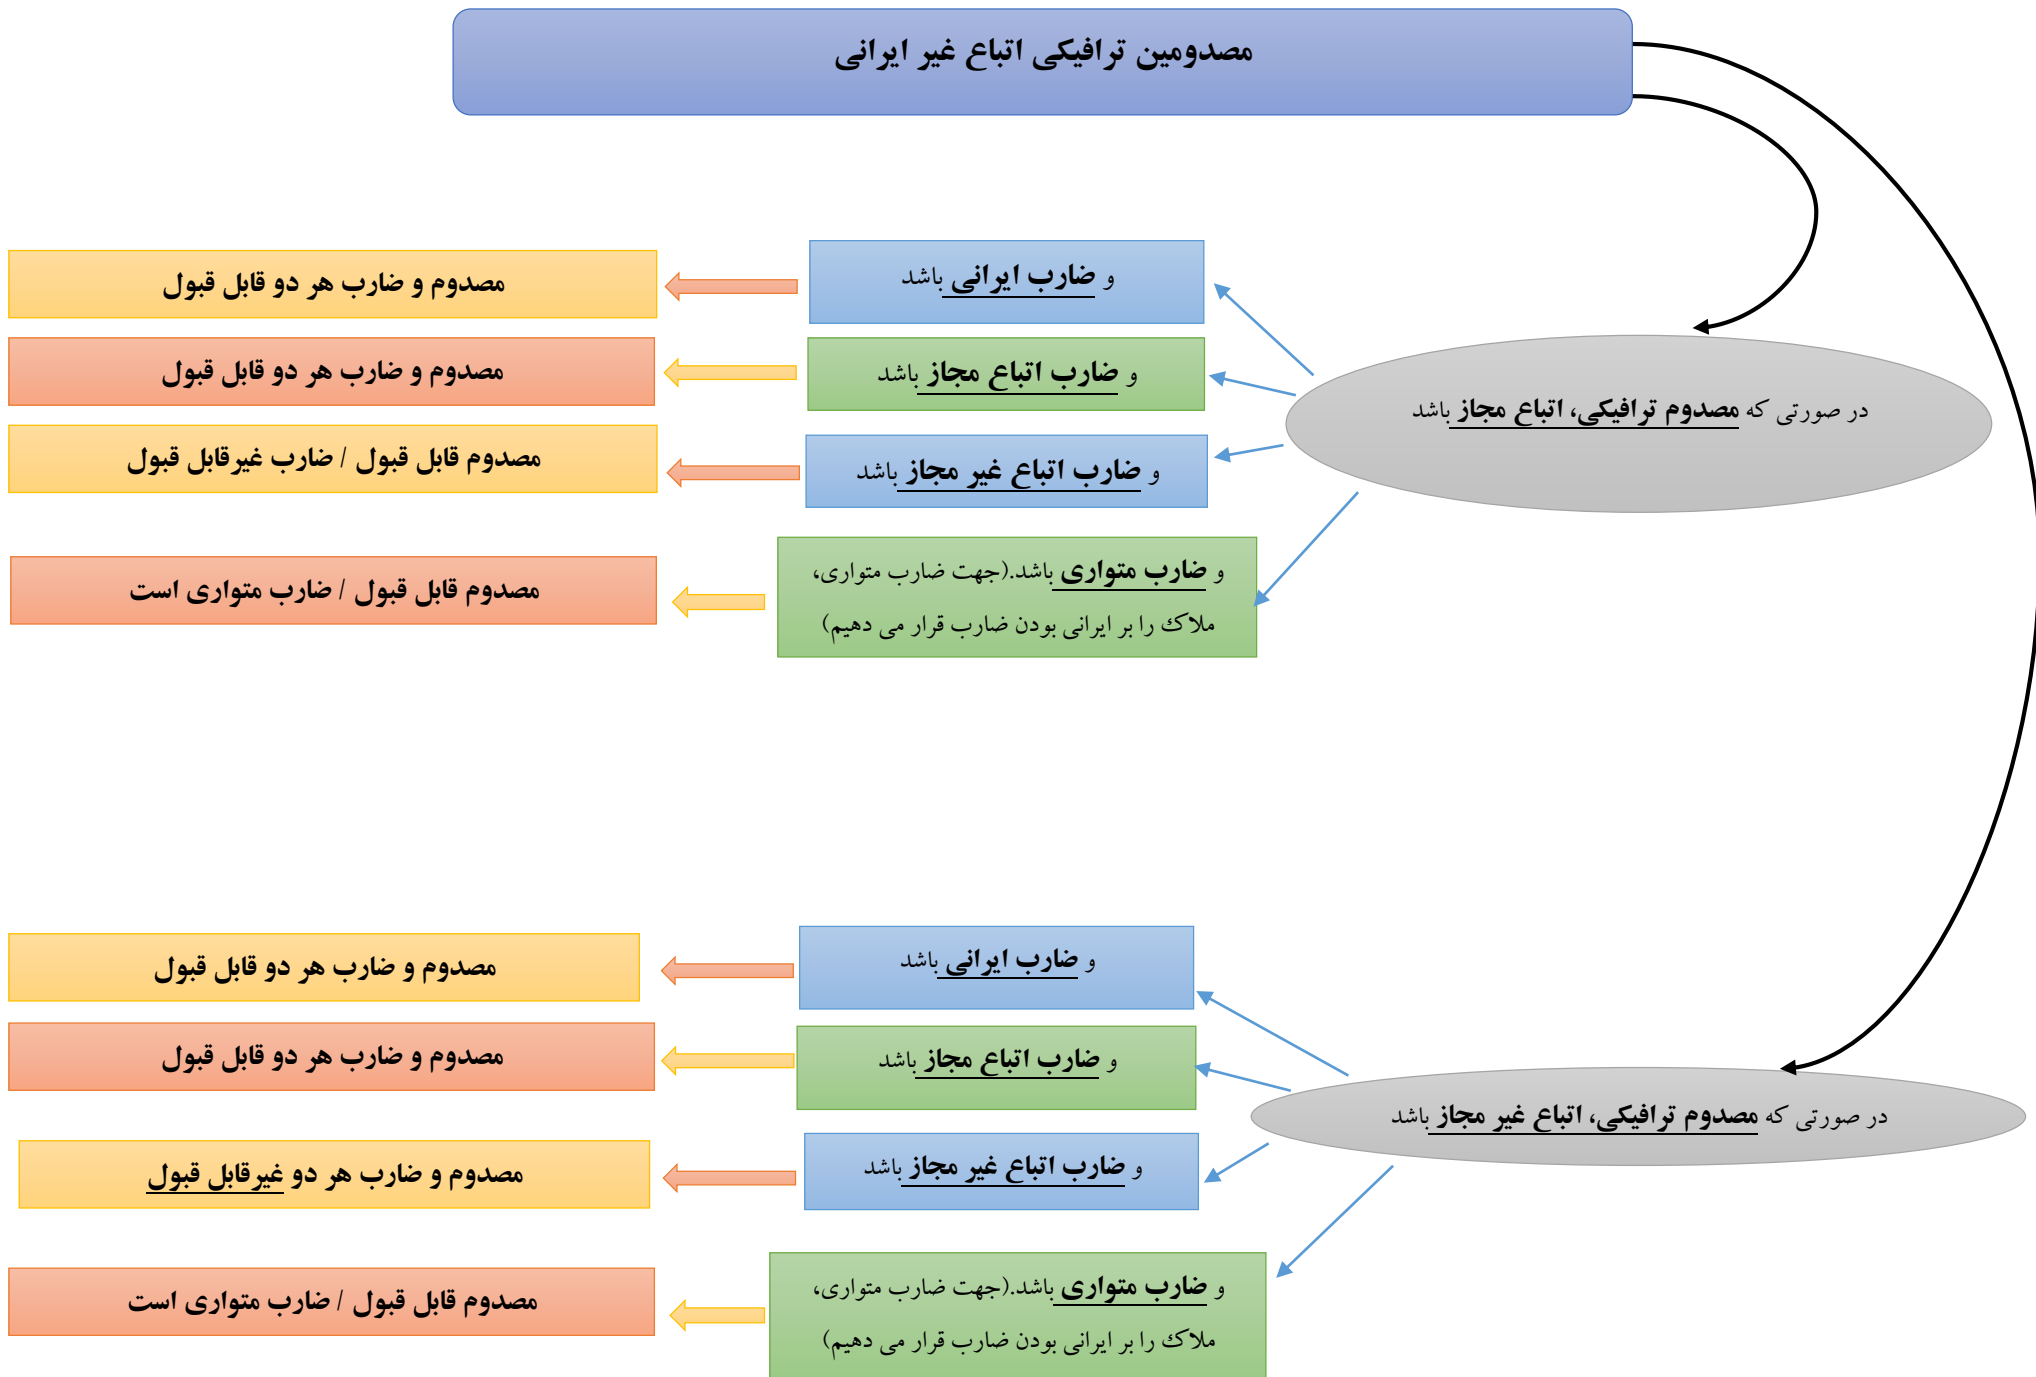 مصدومین ترافیکی اتباع غیر ایرانی
در صورتی که مصدوم ترافیکی، اتباع مجاز باشد
و ضارب ایرانی باشد
مصدوم و ضارب هر دو قابل قبول
و ضارب اتباع مجاز باشد
مصدوم و ضارب هر دو قابل قبول
و ضارب اتباع غیر مجاز باشد
مصدوم قابل قبول / ضارب غیرقابل قبول
و ضارب متواری باشد.(جهت ضارب متواری،
ملاک را بر ایرانی بودن ضارب قرار می دهیم)
مصدوم قابل قبول / ضارب متواری است
در صورتی که مصدوم ترافیکی، اتباع غیر مجاز باشد
و ضارب ایرانی باشد
مصدوم و ضارب هر دو قابل قبول
و ضارب اتباع مجاز باشد
مصدوم و ضارب هر دو قابل قبول
و ضارب اتباع غیر مجاز باشد
مصدوم و ضارب هر دو غیرقابل قبول
و ضارب متواری باشد.(جهت ضارب متواری،
ملاک را بر ایرانی بودن ضارب قرار می دهیم)
مصدوم قابل قبول / ضارب متواری است